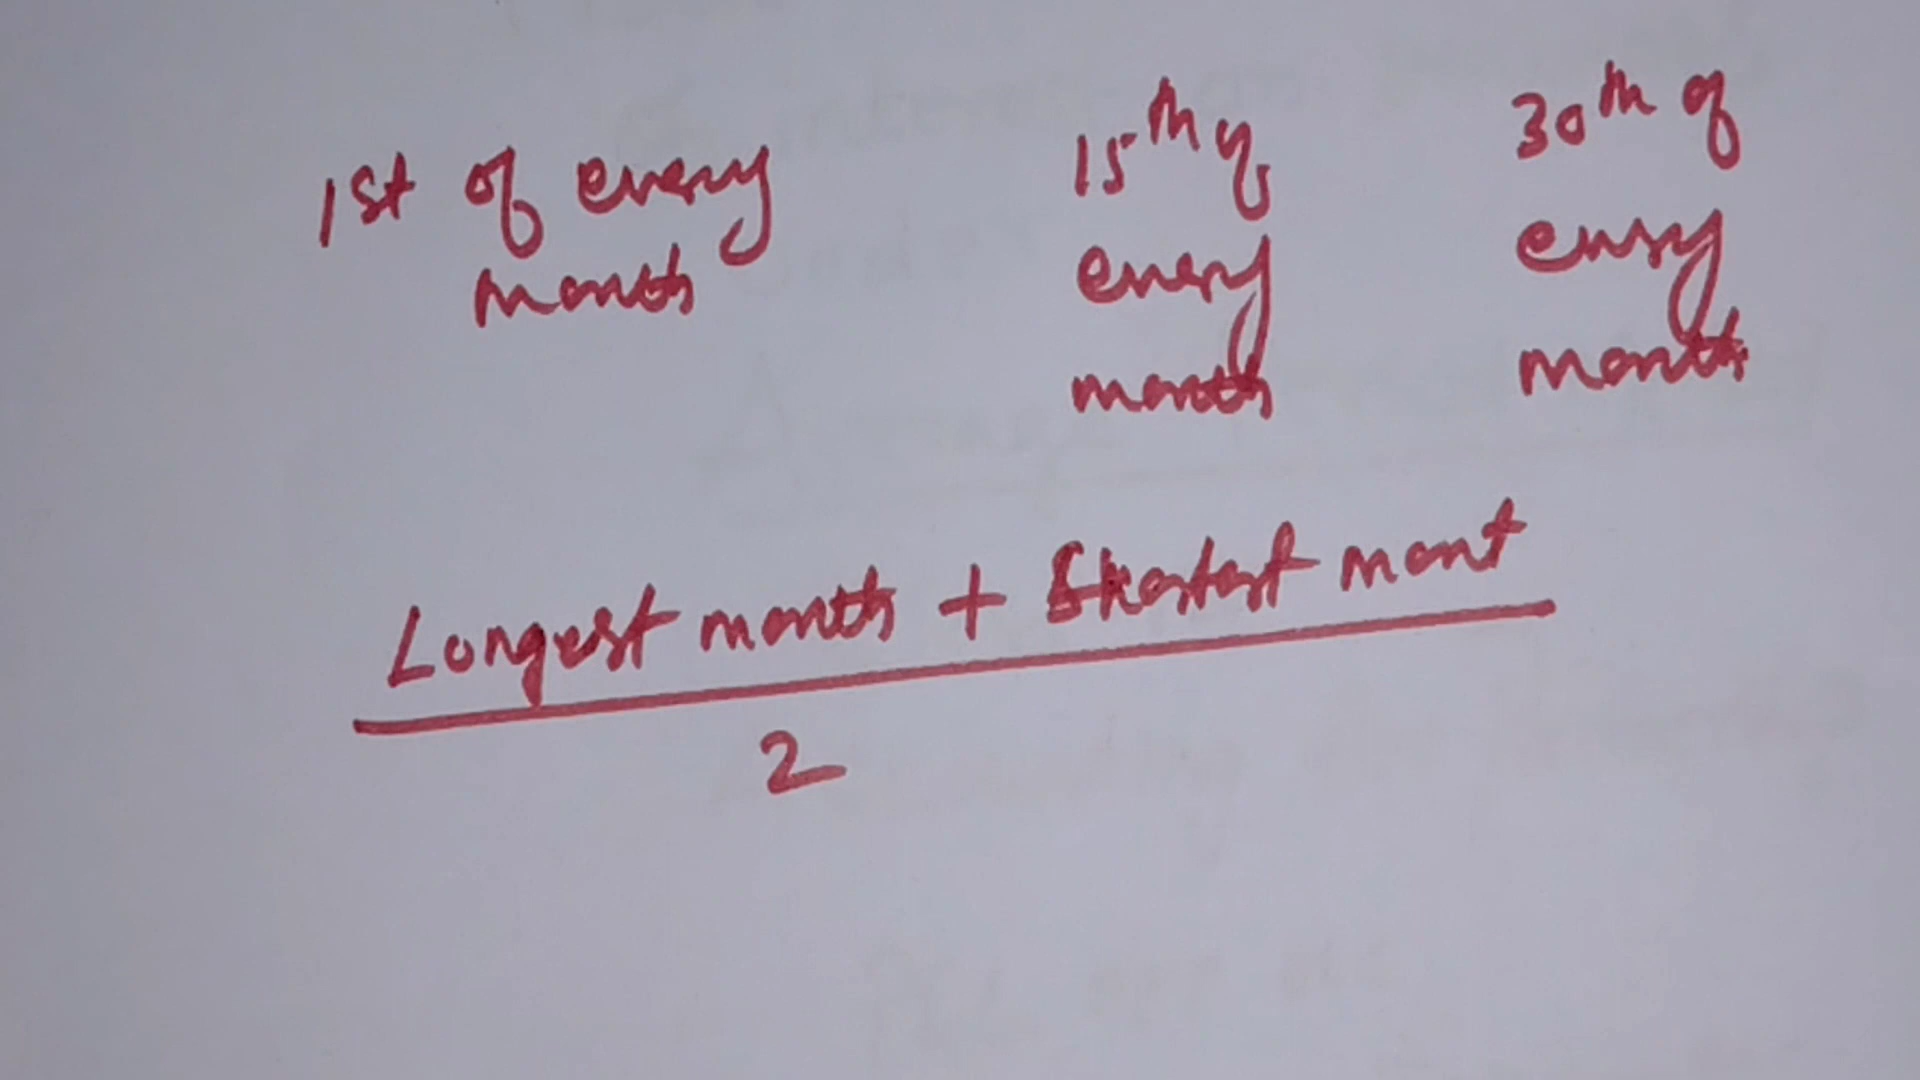 1st of every
month
15th of
every
month
30th of
every
month
Longest month + Shortest mont
2